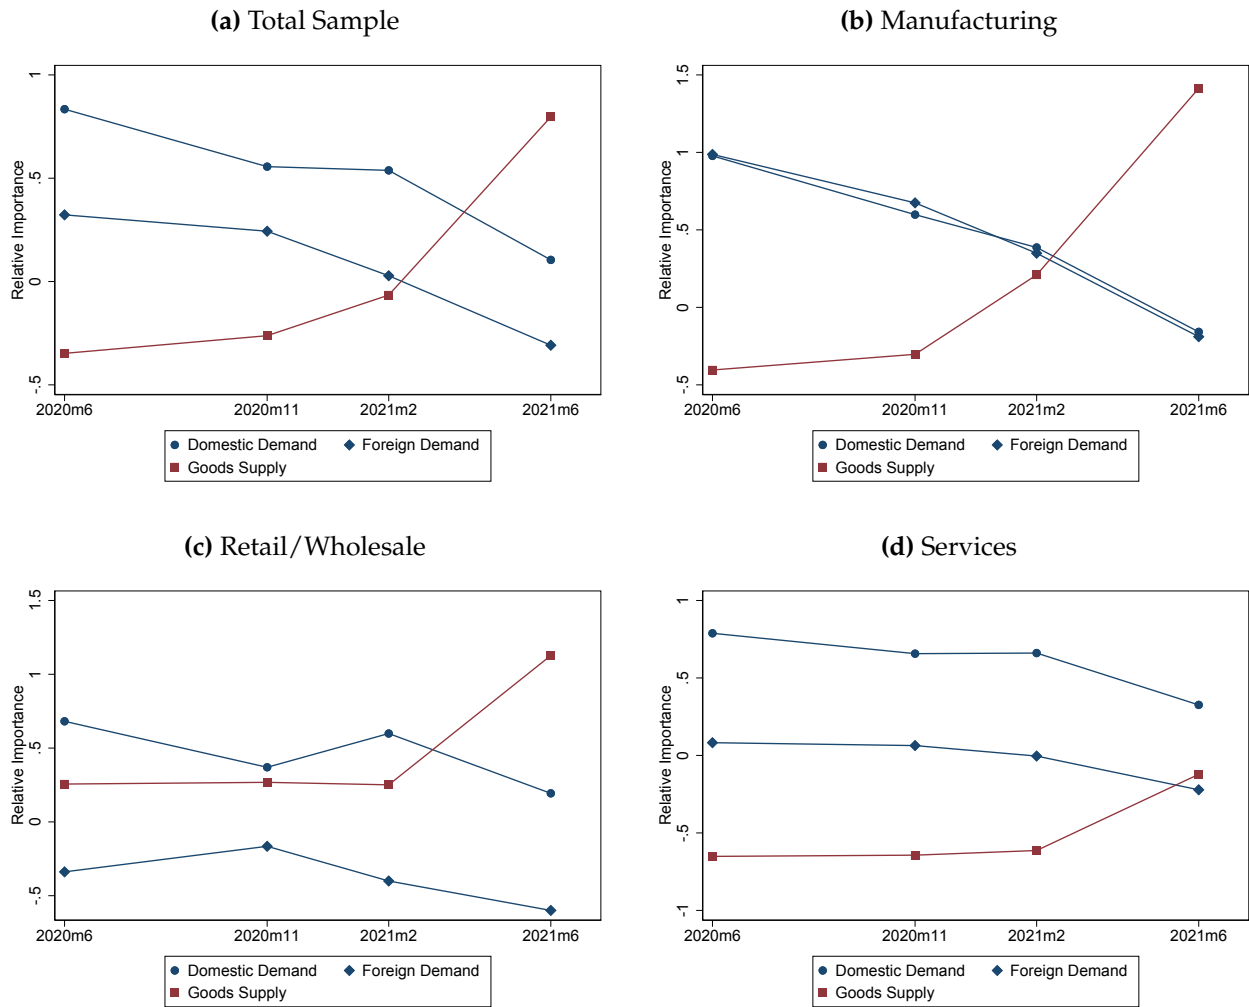 (a) Total Sample
Relative Importance
1
.5
0
-.5
2020m6 2020m11 2021m2 2021m6
Domestic Demand Foreign Demand
Goods Supply
(b) Manufacturing
Relative Importance
1.5
1
.5
0
-.5
2020m6 2020m11 2021m2 2021m6
Domestic Demand Foreign Demand
Goods Supply
(c) Retail/Wholesale
Relative Importance
1.5
1
.5
0
-.5
2020m6 2020m11 2021m2 2021m6
Domestic Demand Foreign Demand
Goods Supply
(d) Services
Relative Importance
1
.5
0
-.5
-1
2020m6 2020m11 2021m2 2021m6
Domestic Demand Foreign Demand
Goods Supply